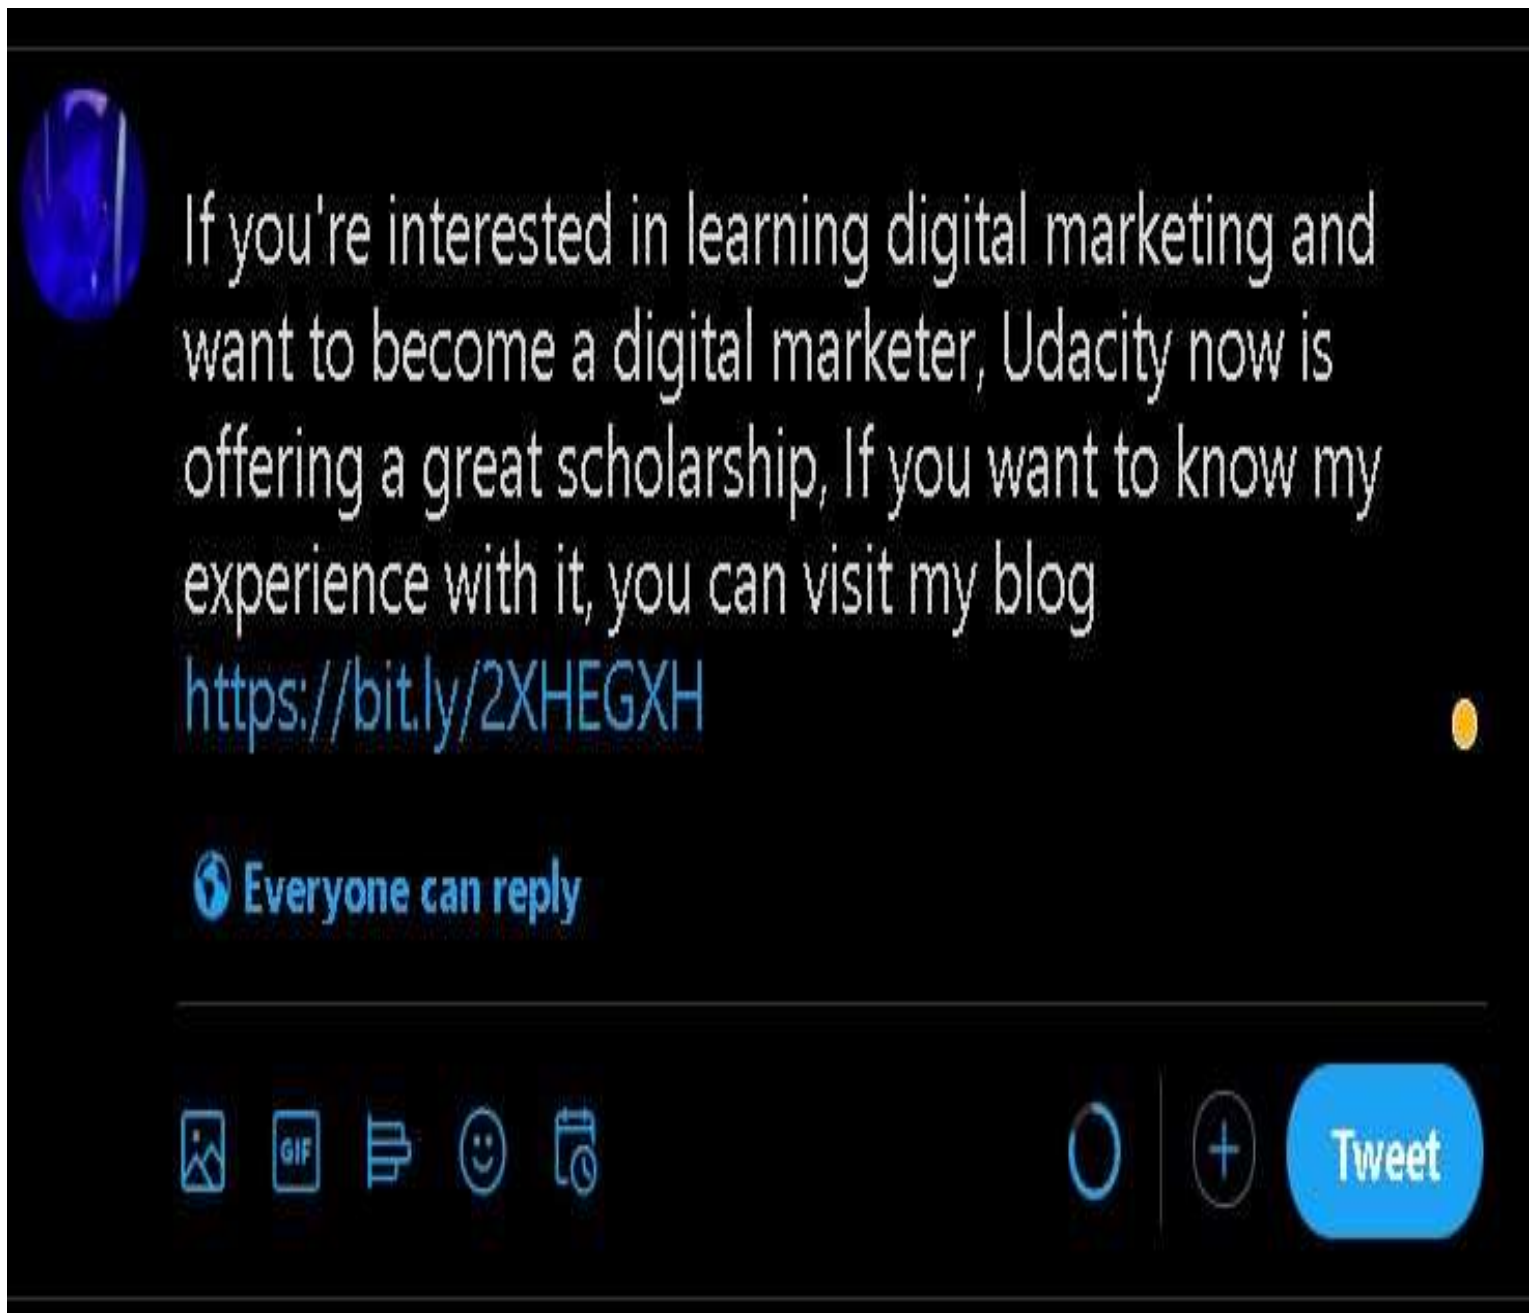 If you're interested in learning digital marketing and
want to become a digital marketer, Udacity now is
offering a great scholarship, If you want to know my
experience with it, you can visit my blog
https://bit.ly/2XHEGXH
Everyone can reply
GIF
Tweet